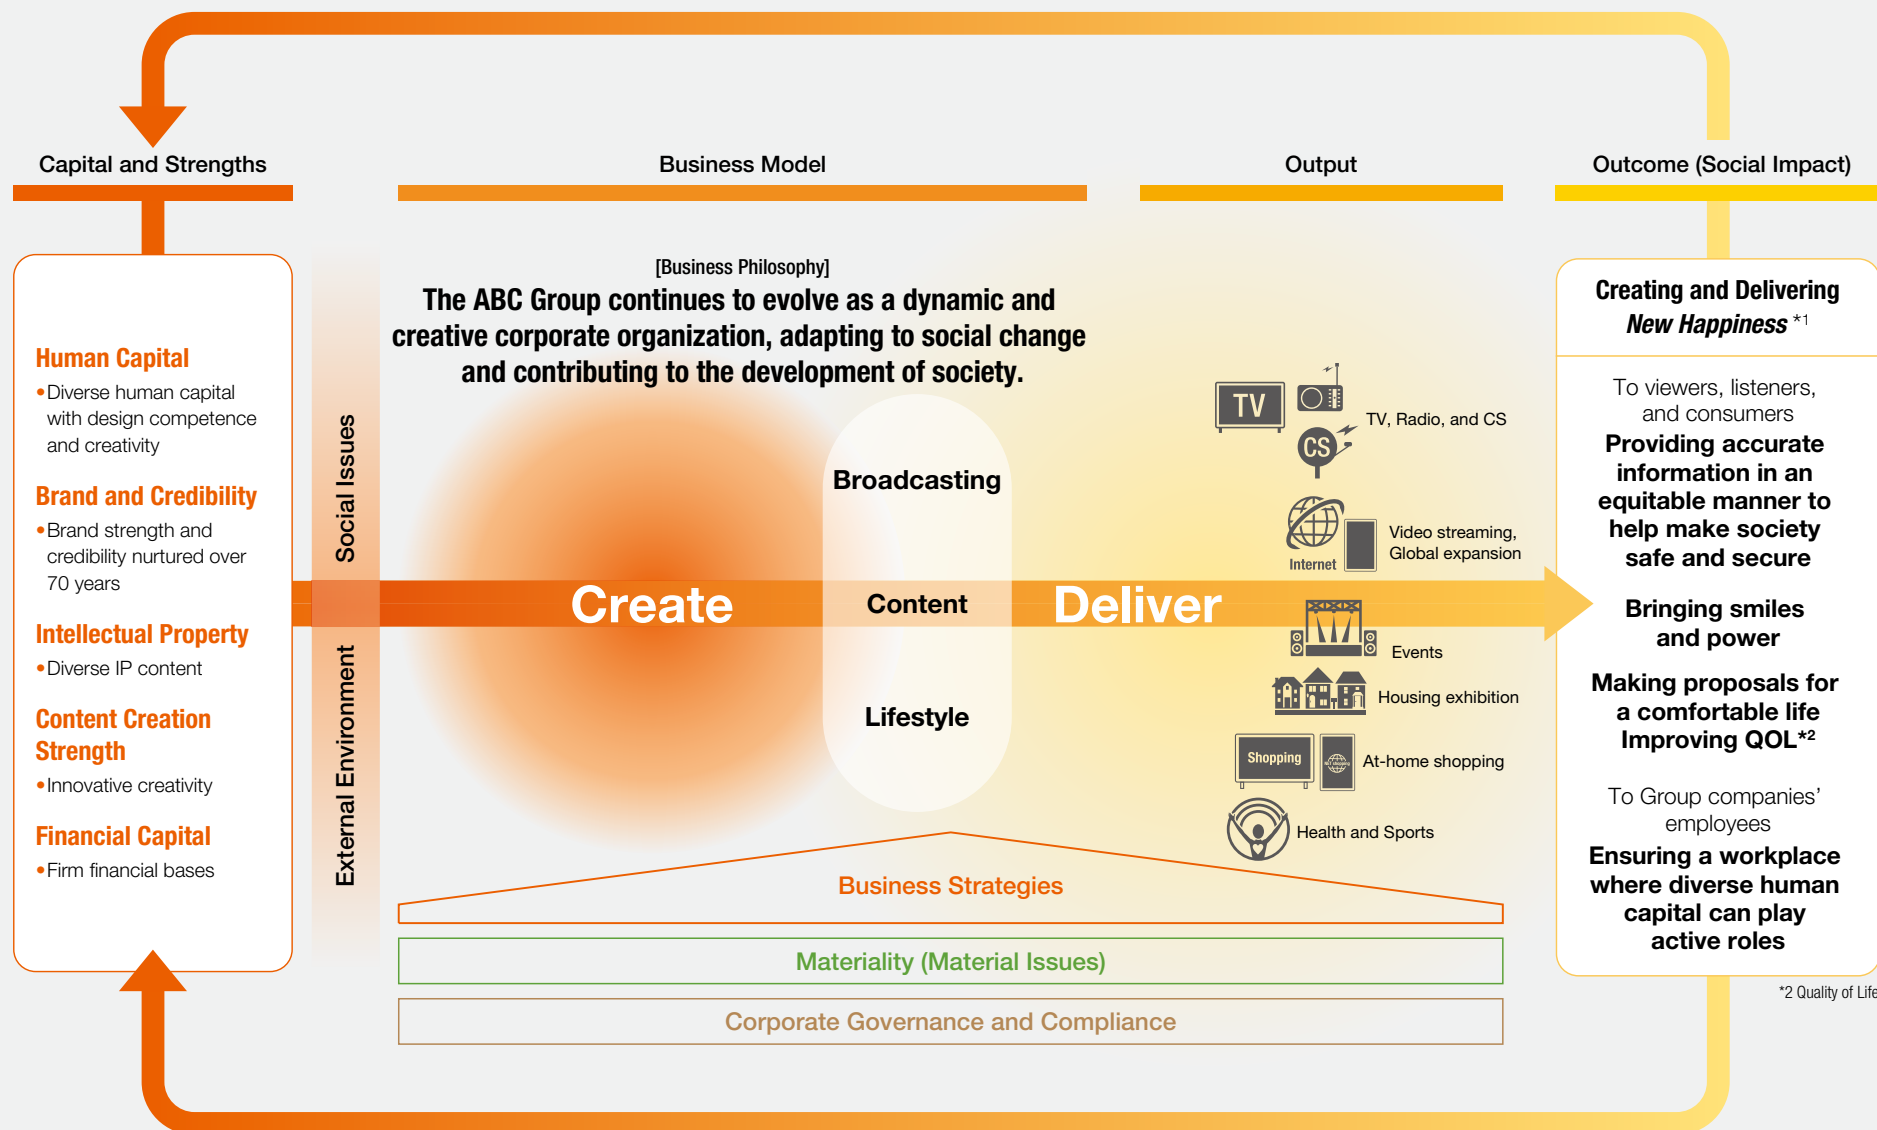 Capital and Strengths
Business Model
Output
Outcome (Social Impact)
Human Capital
•Diverse human capital
with design competence
and creativity
Brand and Credibility
•Brand strength and
credibility nurtured over
70 years
Intellectual Property
•Diverse IP content
Content Creation
Strength
•Innovative creativity
Financial Capital
•Firm financial bases
Social Issues
External Environment
[Business Philosophy]
The ABC Group continues to evolve as a dynamic and
creative corporate organization, adapting to social change
and contributing to the development of society.
Create
Broadcasting
Content
Lifestyle
Deliver
TV
CS
TV, Radio, and CS
Internet
Video streaming,
Global expansion
Events
Housing exhibition
Shopping
At-home shopping
Health and Sports
Business Strategies
Materiality (Material Issues)
Corporate Governance and Compliance
Creating and Delivering
New Happiness *1
To viewers, listeners,
and consumers
Providing accurate
information in an
equitable manner to
help make society
safe and secure
Bringing smiles
and power
Making proposals for
a comfortable life
Improving QOL*2
To Group companies'
employees
Ensuring a workplace
where diverse human
capital can play
active roles
*2 Quality of Life